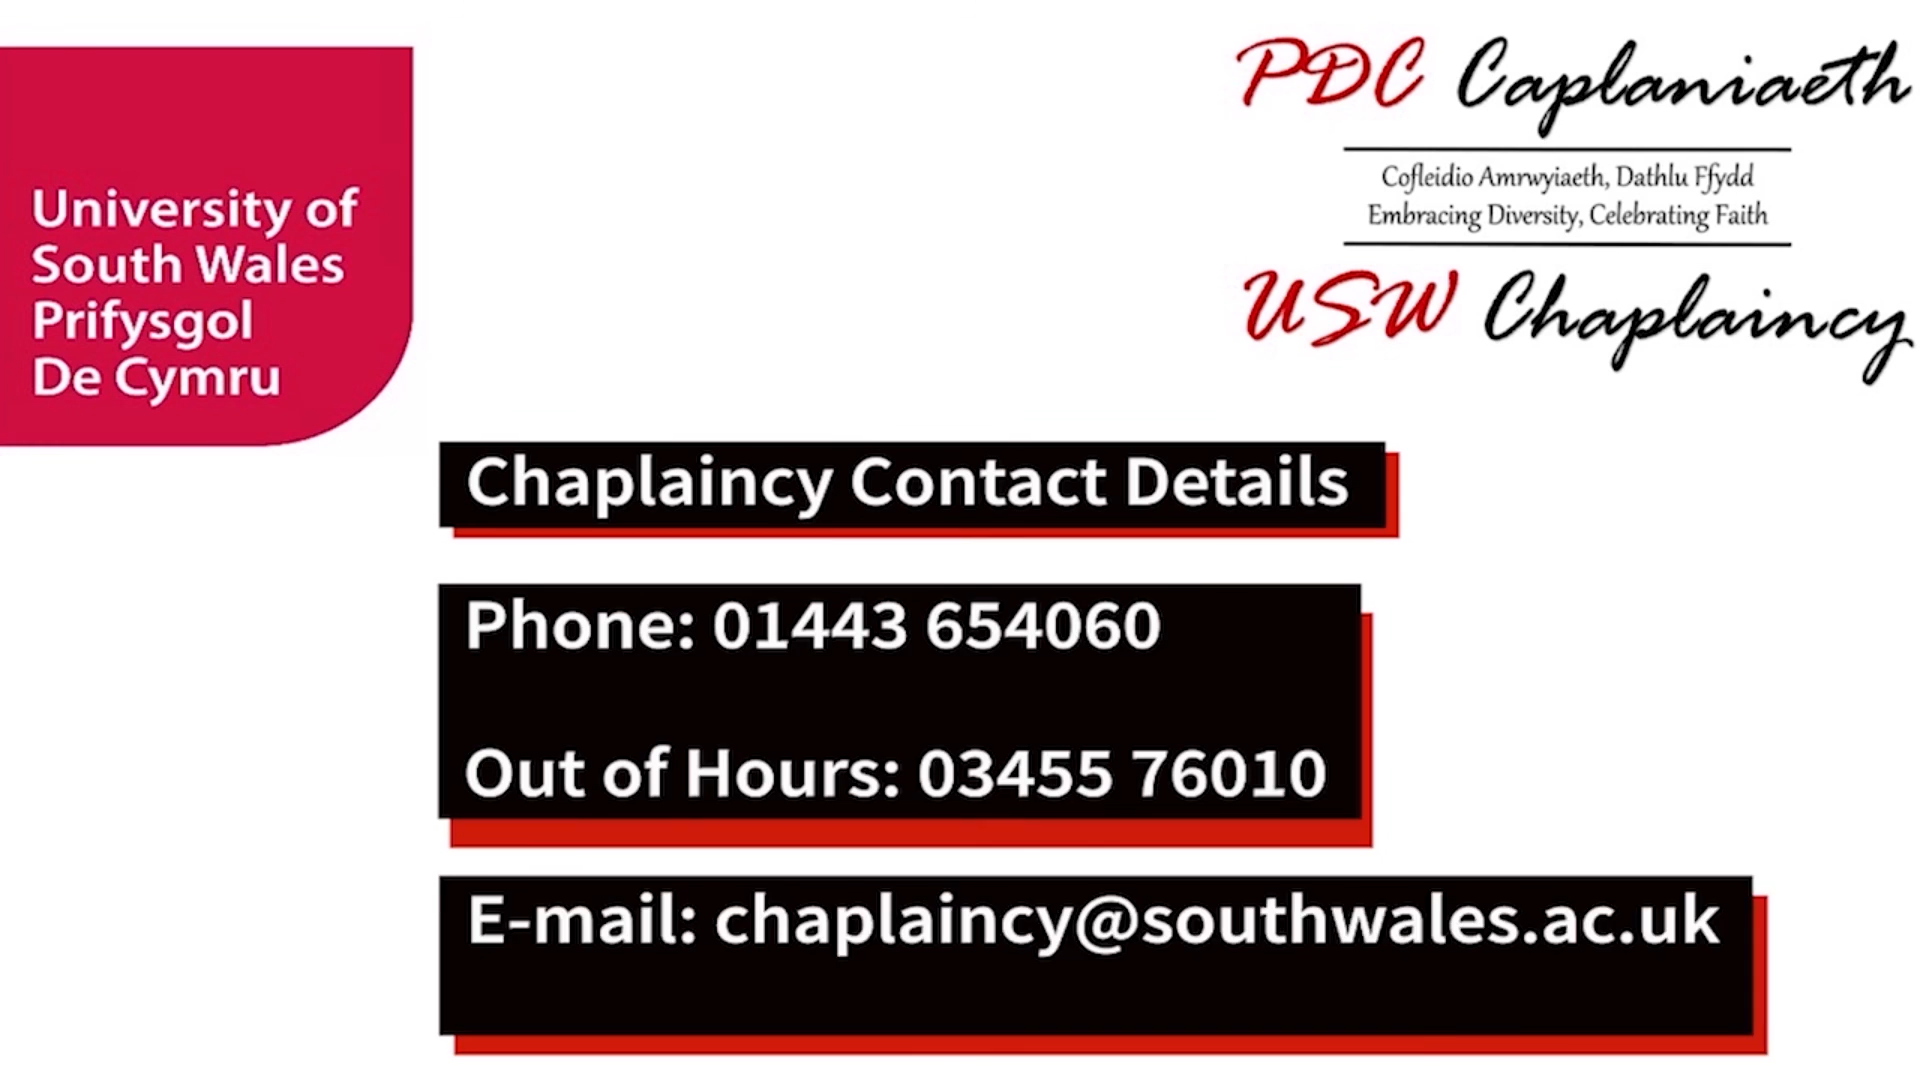 University of
South Wales
Prifysgol
De Cymru
PDC Caplaniaeth
Cofleidio Amrwyiaeth, Dathlu Ffydd
Embracing Diversity, Celebrating Faith
USW Chaplaincy
Chaplaincy Contact Details
Phone: 01443 654060
Out of Hours: 03455 76010
E-mail: chaplaincy@southwales.ac.uk